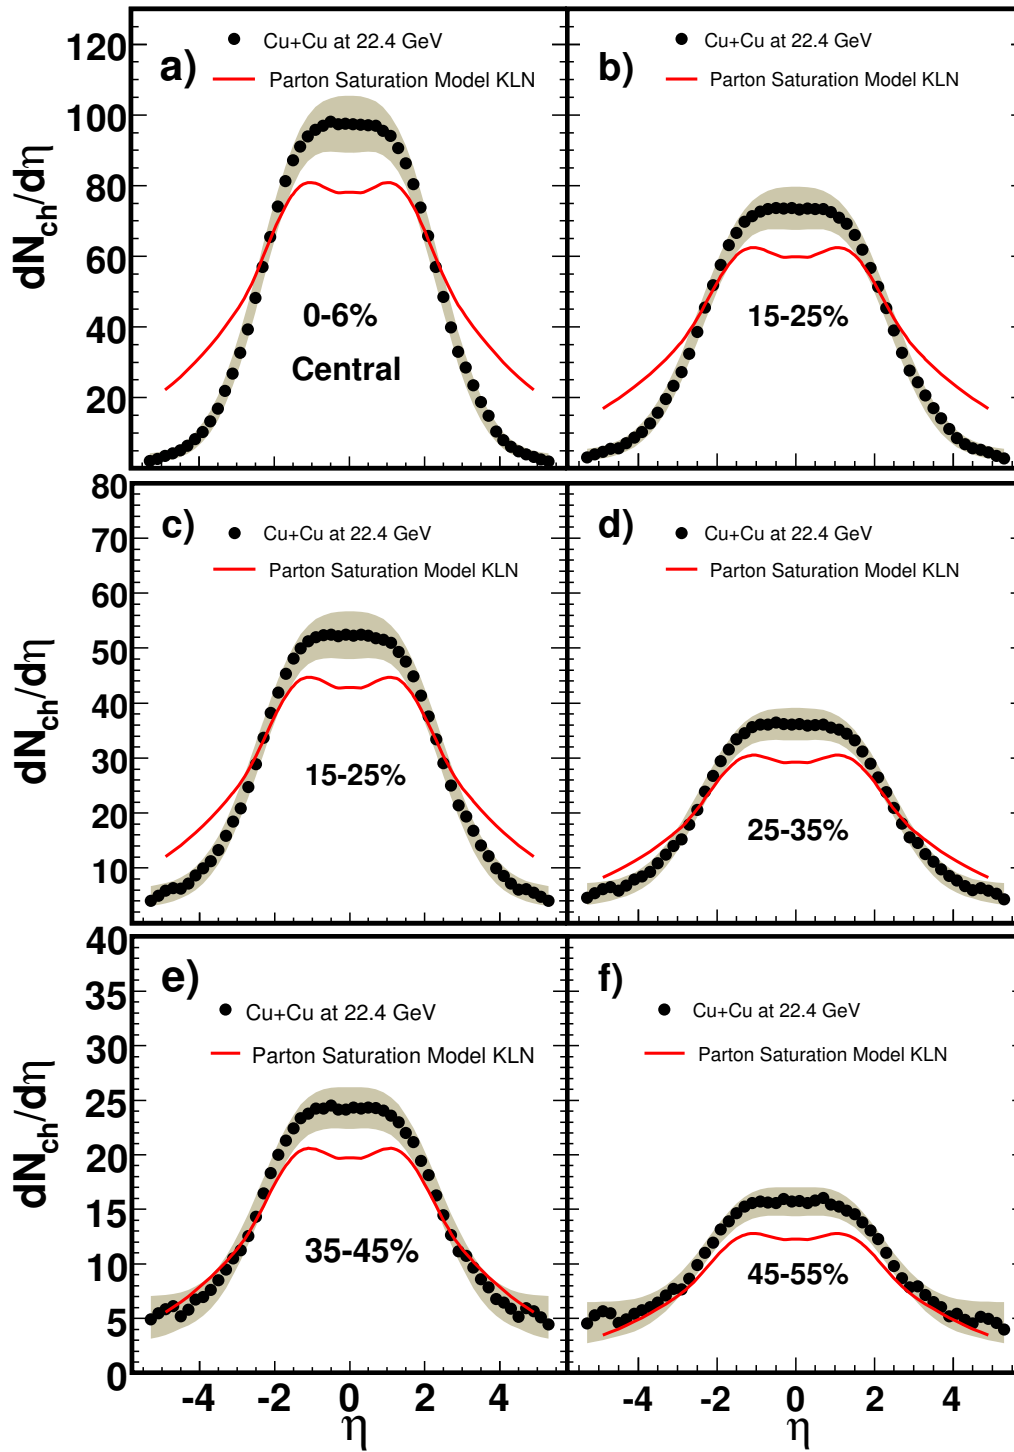 a)
Cu+Cu at 22.4 GeV
Parton Saturation Model KLN
0-6%
Central
b)
Cu+Cu at 22.4 GeV
Parton Saturation Model KLN
15-25%
dN_ch/dη
120
100
80
60
40
20
c)
Cu+Cu at 22.4 GeV
Parton Saturation Model KLN
15-25%
d)
Cu+Cu at 22.4 GeV
Parton Saturation Model KLN
25-35%
dN_ch/dη
80
70
60
50
40
30
20
10
e)
Cu+Cu at 22.4 GeV
Parton Saturation Model KLN
35-45%
f)
Cu+Cu at 22.4 GeV
Parton Saturation Model KLN
45-55%
dN_ch/dη
40
35
30
25
20
15
10
5
0
-4 -2 0 2 4
-4 -2 0 2 4
η
η